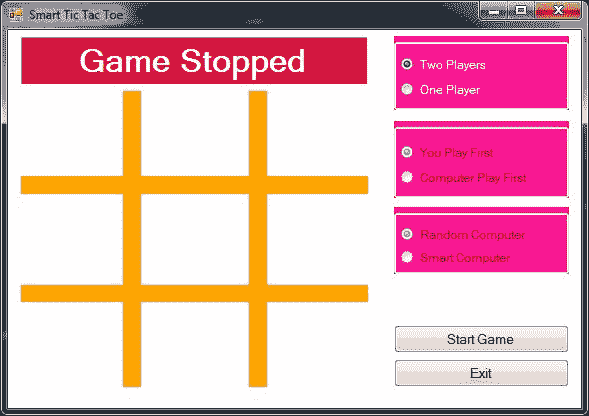 Smart Tic Tac Toe
Game Stopped
Two Players
One Player
You Play First
Computer Play First
Random Computer
Smart Computer
Start Game
Exit